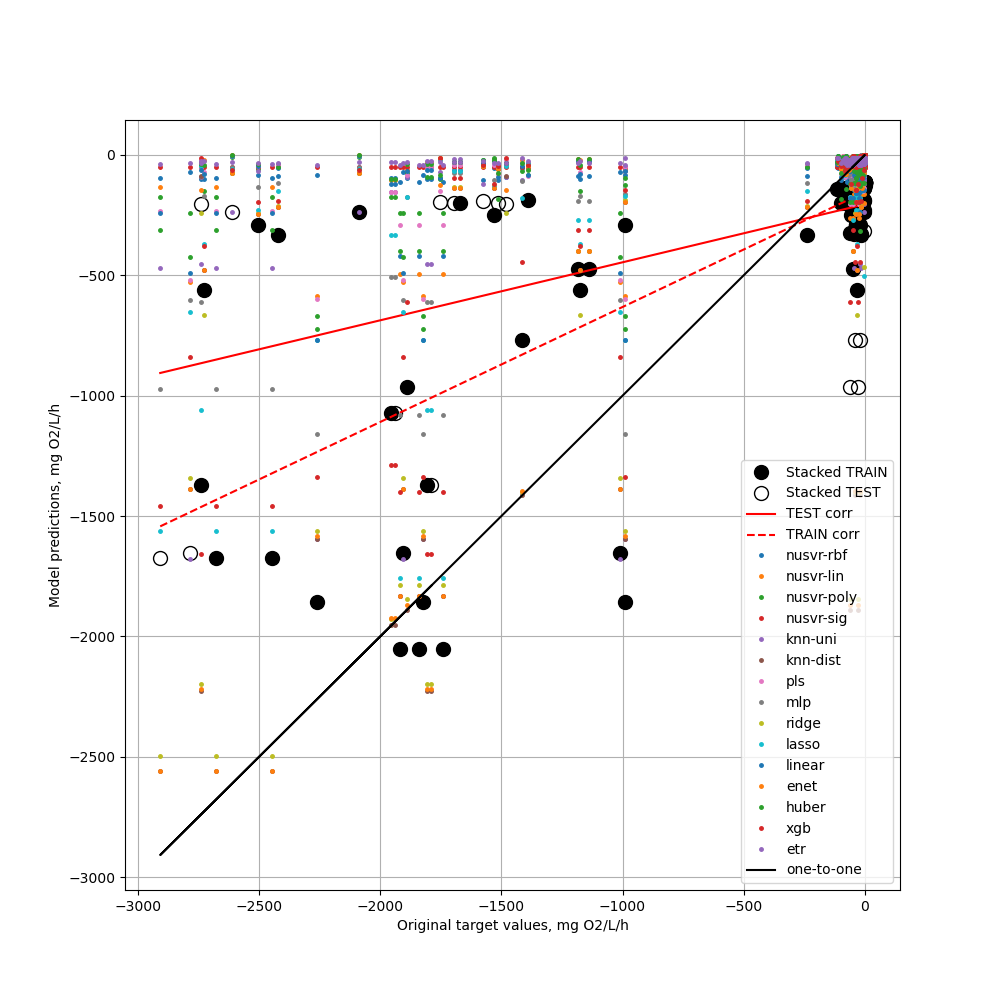 0
−500
−1000
−1500
−2000
−2500
−3000
Model predictions, mg O2/L/h
−3000
−2500
−2000
−1500
−1000
−500
0
Original target values, mg O2/L/h
Stacked TRAIN
Stacked TEST
TEST corr
TRAIN corr
nusvr-rbf
nusvr-lin
nusvr-poly
nusvr-sig
knn-uni
knn-dist
pls
mlp
ridge
lasso
linear
enet
huber
xgb
etr
one-to-one